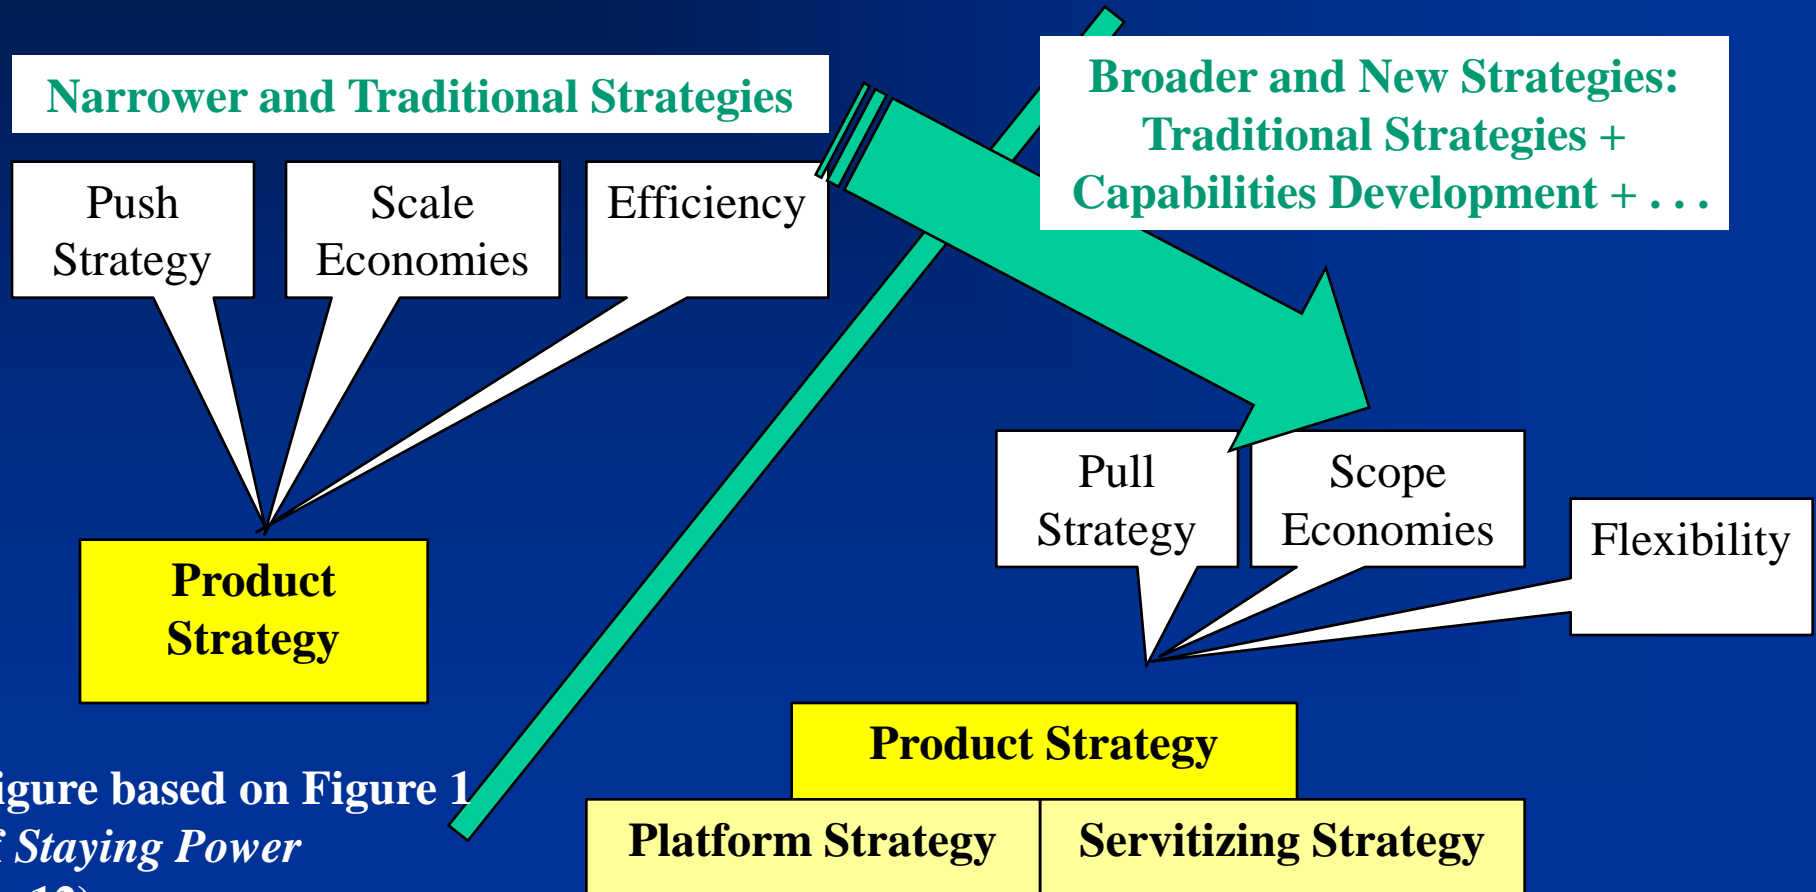 Narrower and Traditional Strategies
Push
Strategy
Scale
Economies
Efficiency
Product
Strategy
Broader and New Strategies:
Traditional Strategies +
Capabilities Development + . . .
Pull
Strategy
Scope
Economies
Flexibility
Product Strategy
Platform Strategy
Servitizing Strategy
igure based on Figure 1
f Staying Power